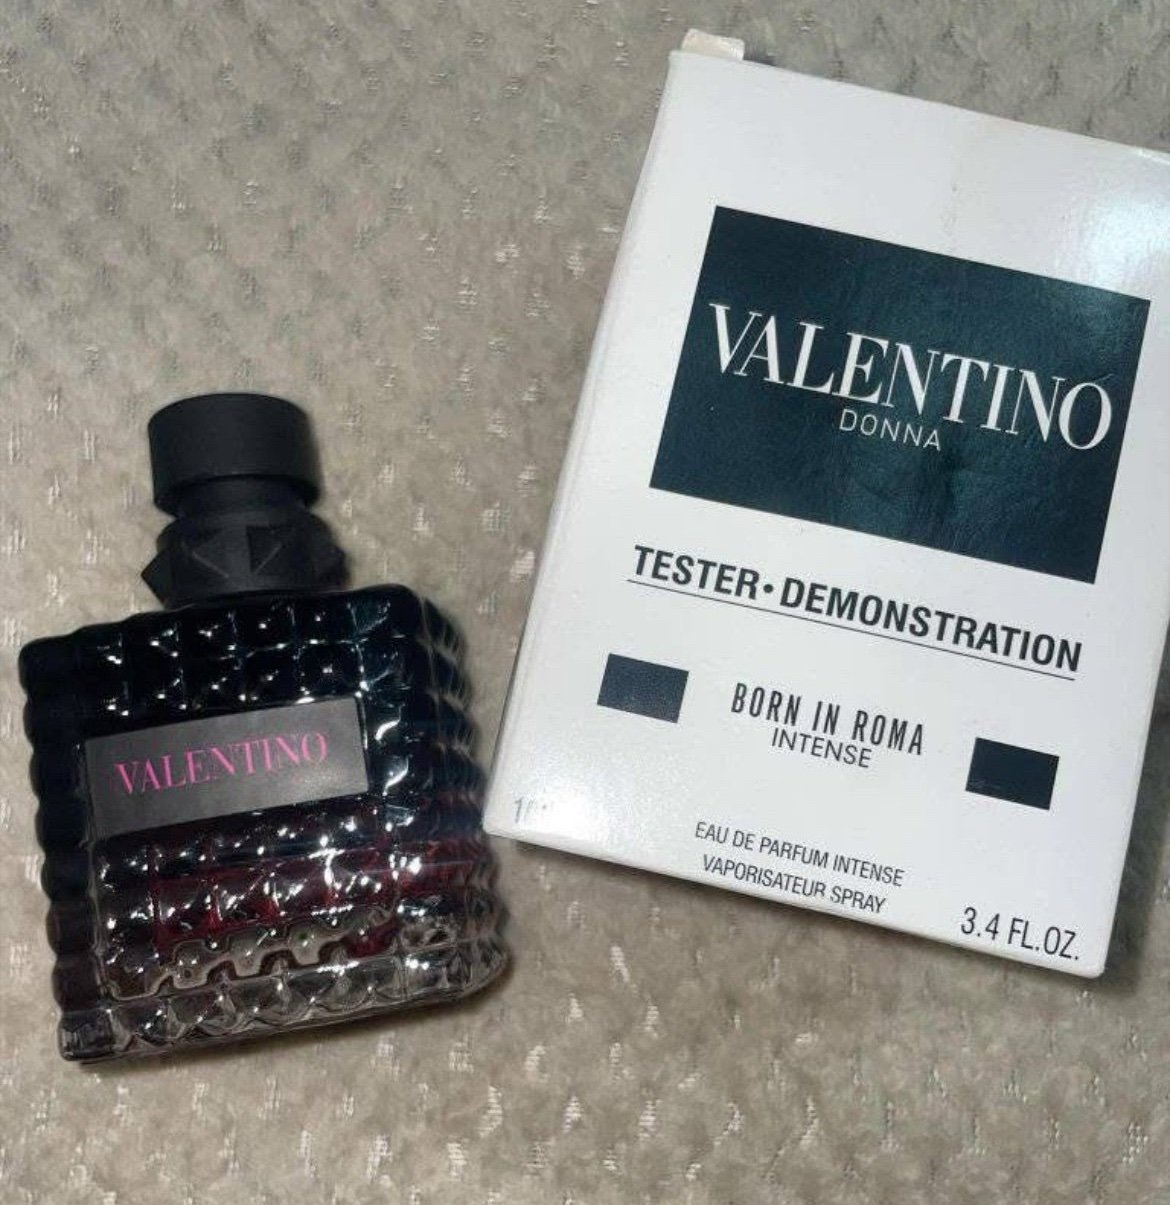 VALENTINO
VALENTINO
DONNA
TESTER•DEMONSTRATION
BORN IN ROMA
INTENSE
EAU DE PARFUM INTENSE
VAPORISATEUR SPRAY
3.4 FL.OZ.